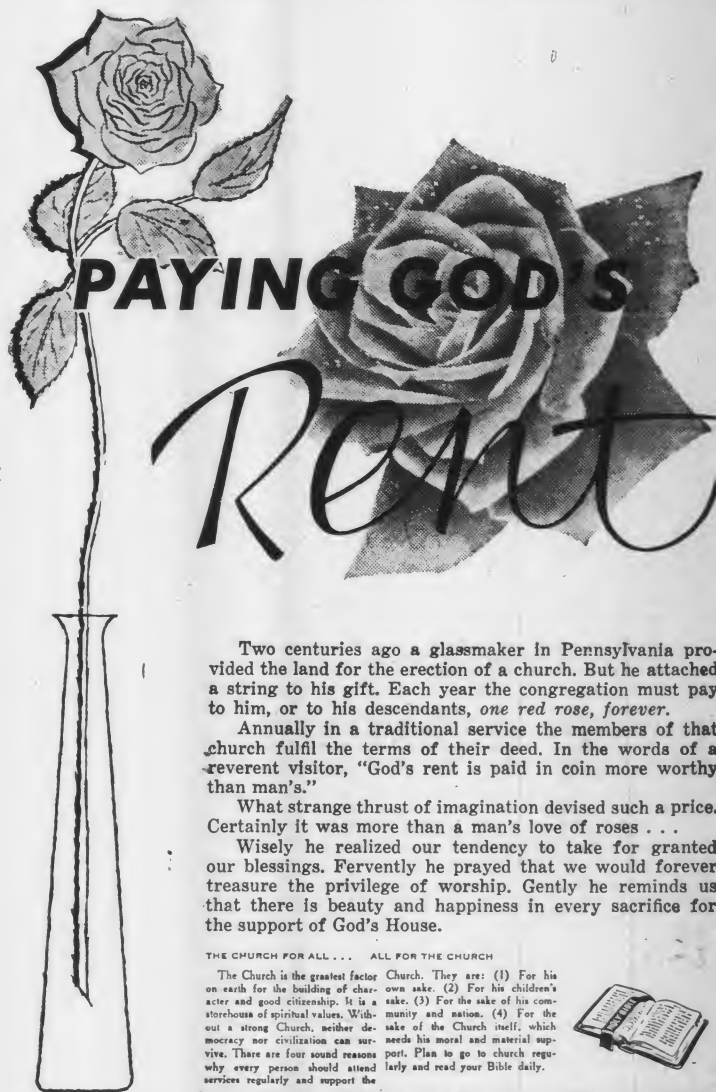 PAYING GOD'S
Rent
Two centuries ago a glassmaker in Pennsylvania pro-
vided the land for the erection of a church. But he attached
a string to his gift. Each year the congregation must pay
to him, or to his descendants, one red rose, forever.
Annually in a traditional service the members of that
church fulfil the terms of their deed. In the words of a
reverent visitor, "God's rent is paid in coin more worthy
than man's."
What strange thrust of imagination devised such a price.
Certainly it was more than a man's love of roses . . .
Wisely he realized our tendency to take for granted
our blessings. Fervently he prayed that we would forever
treasure the privilege of worship. Gently he reminds us
that there is beauty and happiness in every sacrifice for
the support of God's House.
THE CHURCH FOR ALL . . . ALL FOR THE CHURCH
The Church is the greatest factor
on earth for the building of char-
acter and good citizenship. It is a
storehouse of spiritual values. With-
out a strong Church, neither de-
mocracy nor civilization can sur-
vive. There are four sound reasons
why every person should attend
services regularly and support the
Church. They are: (1) For his
own sake. (2) For his children's
sake. (3) For the sake of his com-
munity and nation. (4) For the
sake of the Church itself, which
needs his moral and material sup-
port. Plan to go to church regu-
larly and read your Bible daily.
HOLY BIBLE